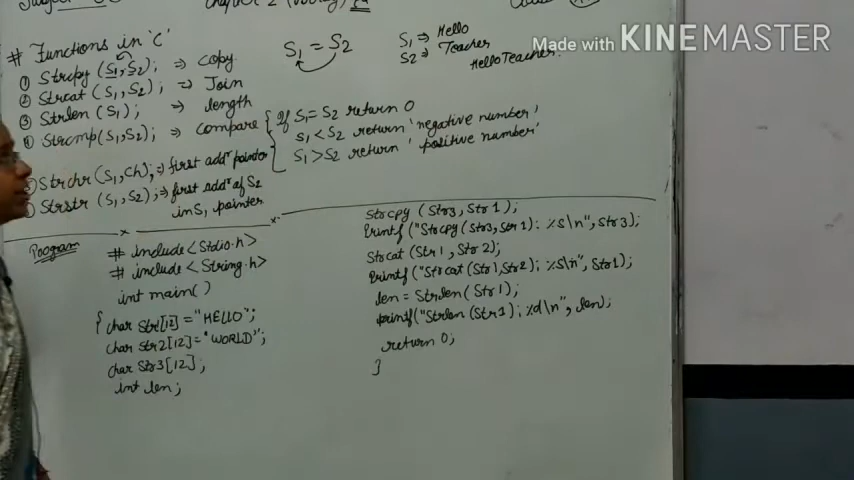 Chapter 2
# Functions in 'C'
① Strcpy (S1, S2); ⇒ copy
② Strcat (S1, S2); ⇒ Join
③ Strlen (S1); ⇒ length
④ Strcmp (S1, S2); ⇒ compare
If S1 = S2 return 0
S1 < S2 return 'negative number'
S1 > S2 return 'positive number'
Strchr (S1, Ch); ⇒ first addr pointer
Strstr (S1, S2); ⇒ first addr of S2
in S1, pointer
S1 = S2
S1 ⇒ Hello
S2 ⇒ Teacher
HelloTeacher.
Made with KINEMASTER
Program
# include <Stdio.h>
# include <String.h>
int main()
{ char Str1[12] = "HELLO";
char Str2[12] = "WORLD";
char Str3[12];
int len;
Strcpy (Str3, Str1);
Printf ("Strcpy (Str3, Str1): %s\n", Str3);
Strcat (Str1, Str2);
Printf ("Strcat (Str1, Str2); %s\n", Str1);
len = Strlen (Str1);
printf ("Strlen (Str1); %d\n", len);
return 0;
}